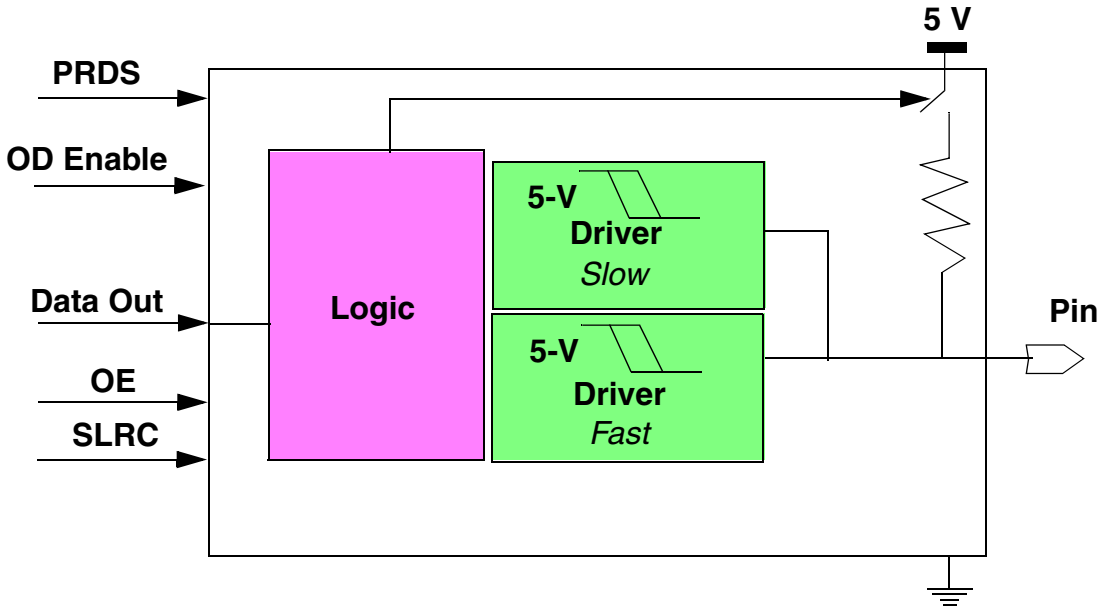 5 V
PRDS
OD Enable
5-V
Driver
Slow
Data Out
Logic
Pin
5-V
OE
Driver
Fast
SLRC